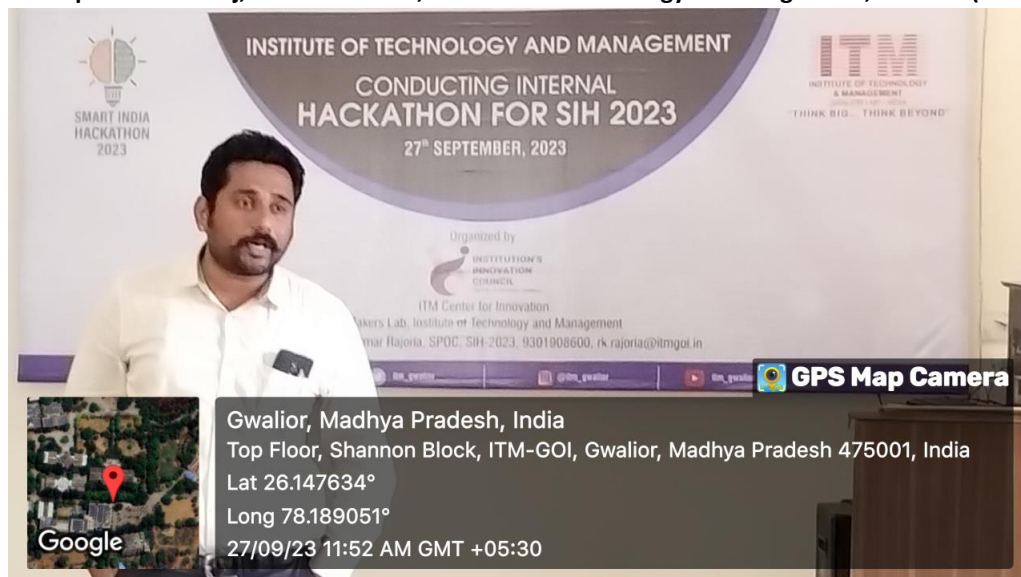 INSTITUTE OF TECHNOLOGY AND MANAGEMENT
CONDUCTING INTERNAL
HACKATHON FOR SIH 2023
27th SEPTEMBER, 2023
SMART INDIA
HACKATHON
2023
ITM
INSTITUTE OF TECHNOLOGY
& MANAGEMENT
"THINK BIG... THINK BEYOND"
Organized by
INSTITUTION'S
INNOVATION
COUNCIL
ITM Center for Innovation
akers Lab, Institute of Technology and Management
mar Rajoria, SPOC, SIH-2023, 9301908600, rk.rajoria@itmgoi.in
itm_gwalior
@itm_gwalior
itm_gwalio
GPS Map Camera
Gwalior, Madhya Pradesh, India
Top Floor, Shannon Block, ITM-GOI, Gwalior, Madhya Pradesh 475001, India
Lat 26.147634°
Long 78.189051°
27/09/23 11:52 AM GMT +05:30
Google